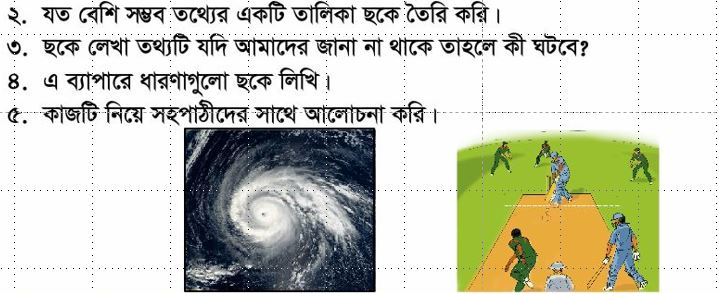 ২. যত বেশি সম্ভব তথ্যের একটি তালিকা ছকে তৈরি করি।
৩. ছকে লেখা তথ্যটি যদি আমাদের জানা না থাকে তাহলে কী ঘটবে?
৪. এ ব্যাপারে ধারণাগুলো ছকে লিখি।
৫. কাজটি নিয়ে সহপাঠীদের সাথে আলোচনা করি।